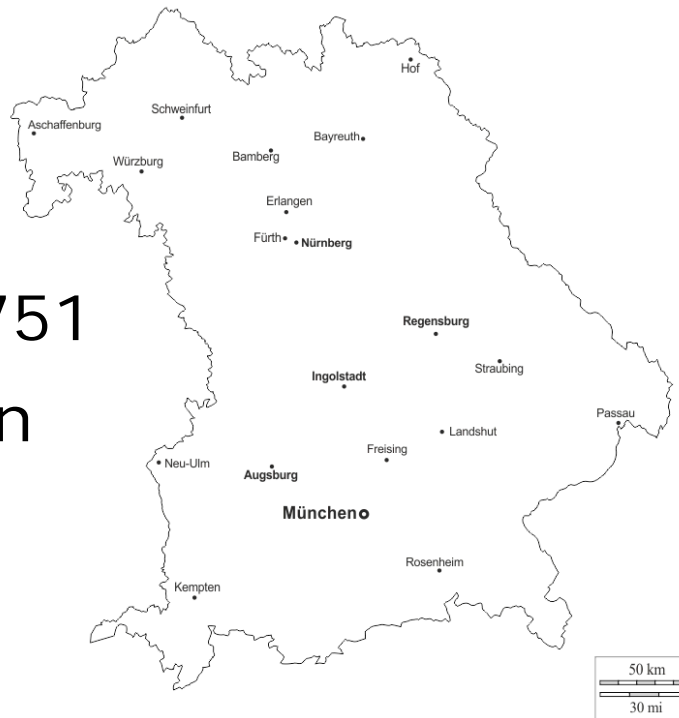 Hof
Schweinfurt
Aschaffenburg
Bayreuth
Bamberg
Würzburg
Erlangen
Fürth
Nürnberg
751
Regensburg
Straubing
Ingolstadt
n
Passau
Landshut
Freising
Neu-Ulm
Augsburg
München
Rosenheim
Kempten
50 km
30 mi